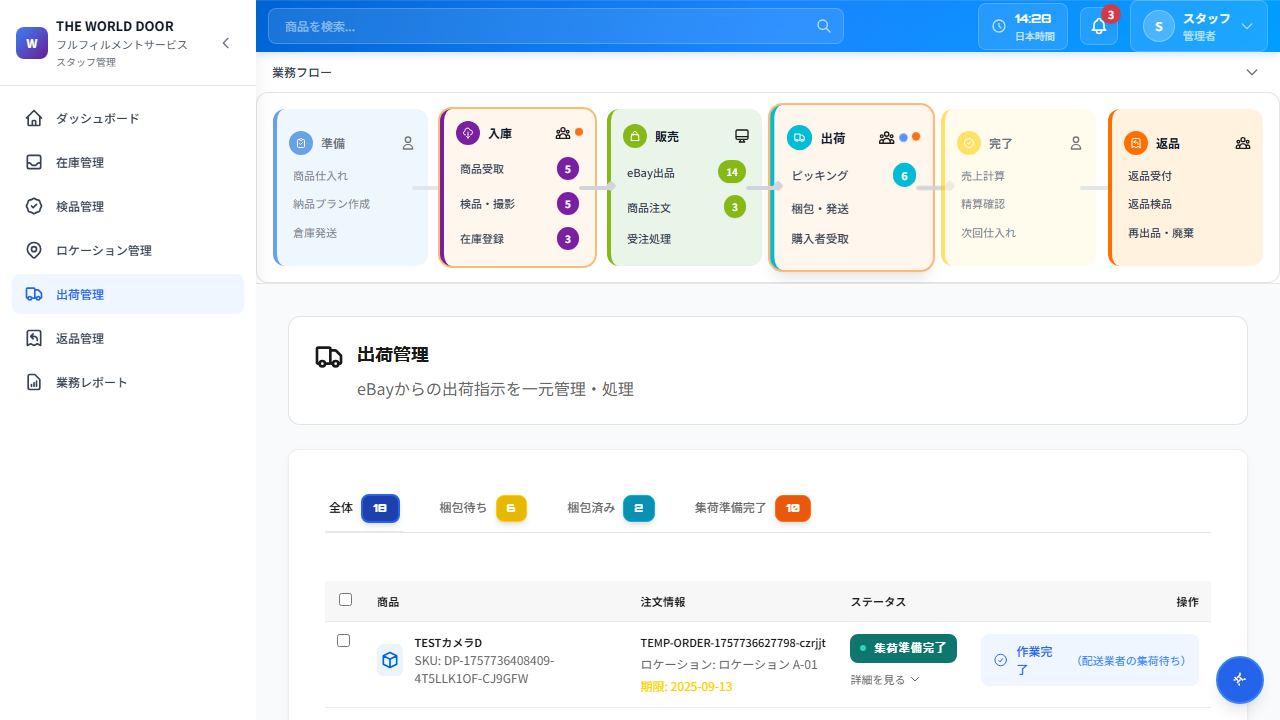 W
THE WORLD DOOR
フルフィルメントサービス
スタッフ管理
ダッシュボード
在庫管理
検品管理
ロケーション管理
出荷管理
返品管理
業務レポート
商品を検索...
14:28
日本時間
3
S
スタッフ
管理者
業務フロー
準備
商品仕入れ
納品プラン作成
倉庫発送
入庫
商品受取 5
検品・撮影 5
在庫登録 3
販売
eBay出品 14
商品注文 3
受注処理
出荷
ピッキング 6
梱包・発送
購入者受取
完了
売上計算
精算確認
次回仕入れ
返品
返品受付
返品検品
再出品・廃棄
出荷管理
eBayからの出荷指示を一元管理・処理
全体 18 梱包待ち 6 梱包済み 2 集荷準備完了 10
商品 注文情報 ステータス 操作
TESTカメラD
SKU: DP-1757736408409-
4T5LLK1OF-CJ9GFW
TEMP-ORDER-1757736627798-czrjjt
ロケーション: ロケーション A-01
期限: 2025-09-13
集荷準備完了
詳細を見る
作業完
了
（配送業者の集荷待ち）